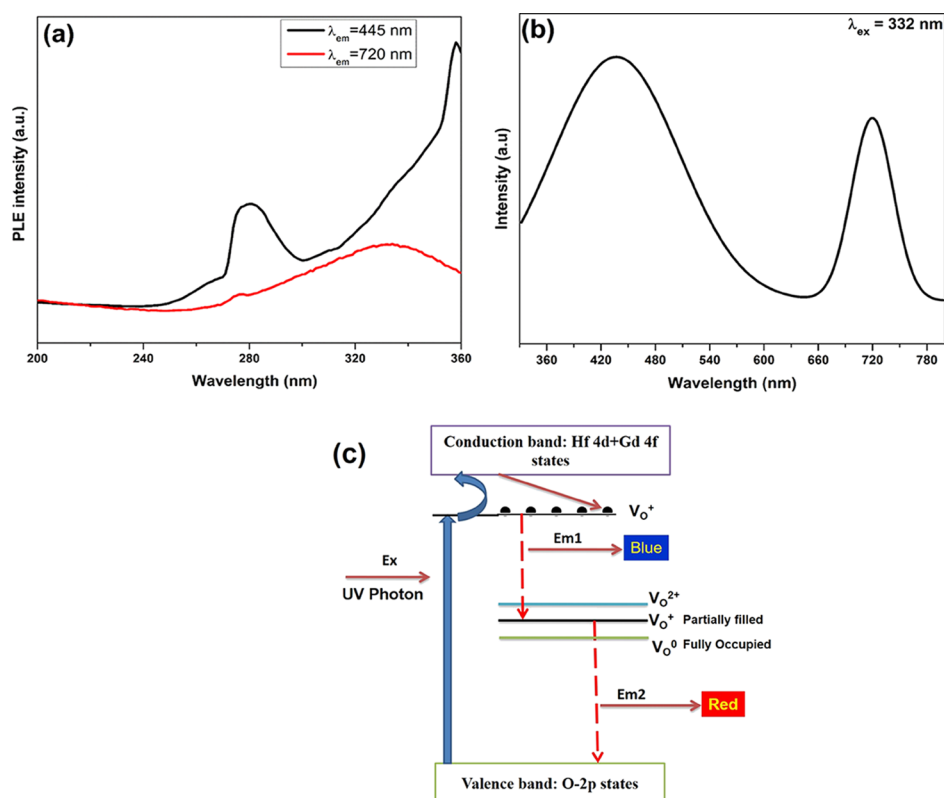 (a)
λem=445 nm
λem=720 nm
PLE intensity (a.u.)
200 240 280 320 360
Wavelength (nm)
(b)
λex = 332 nm
Intensity (a.u)
360 420 480 540 600 660 720 780
Wavelength (nm)
(c)
Conduction band: Hf 4d+Gd 4f
states
VO+
Em1
Blue
Ex
UV Photon
VO2+
VO+ Partially filled
VO0 Fully Occupied
Em2
Red
Valence band: O-2p states